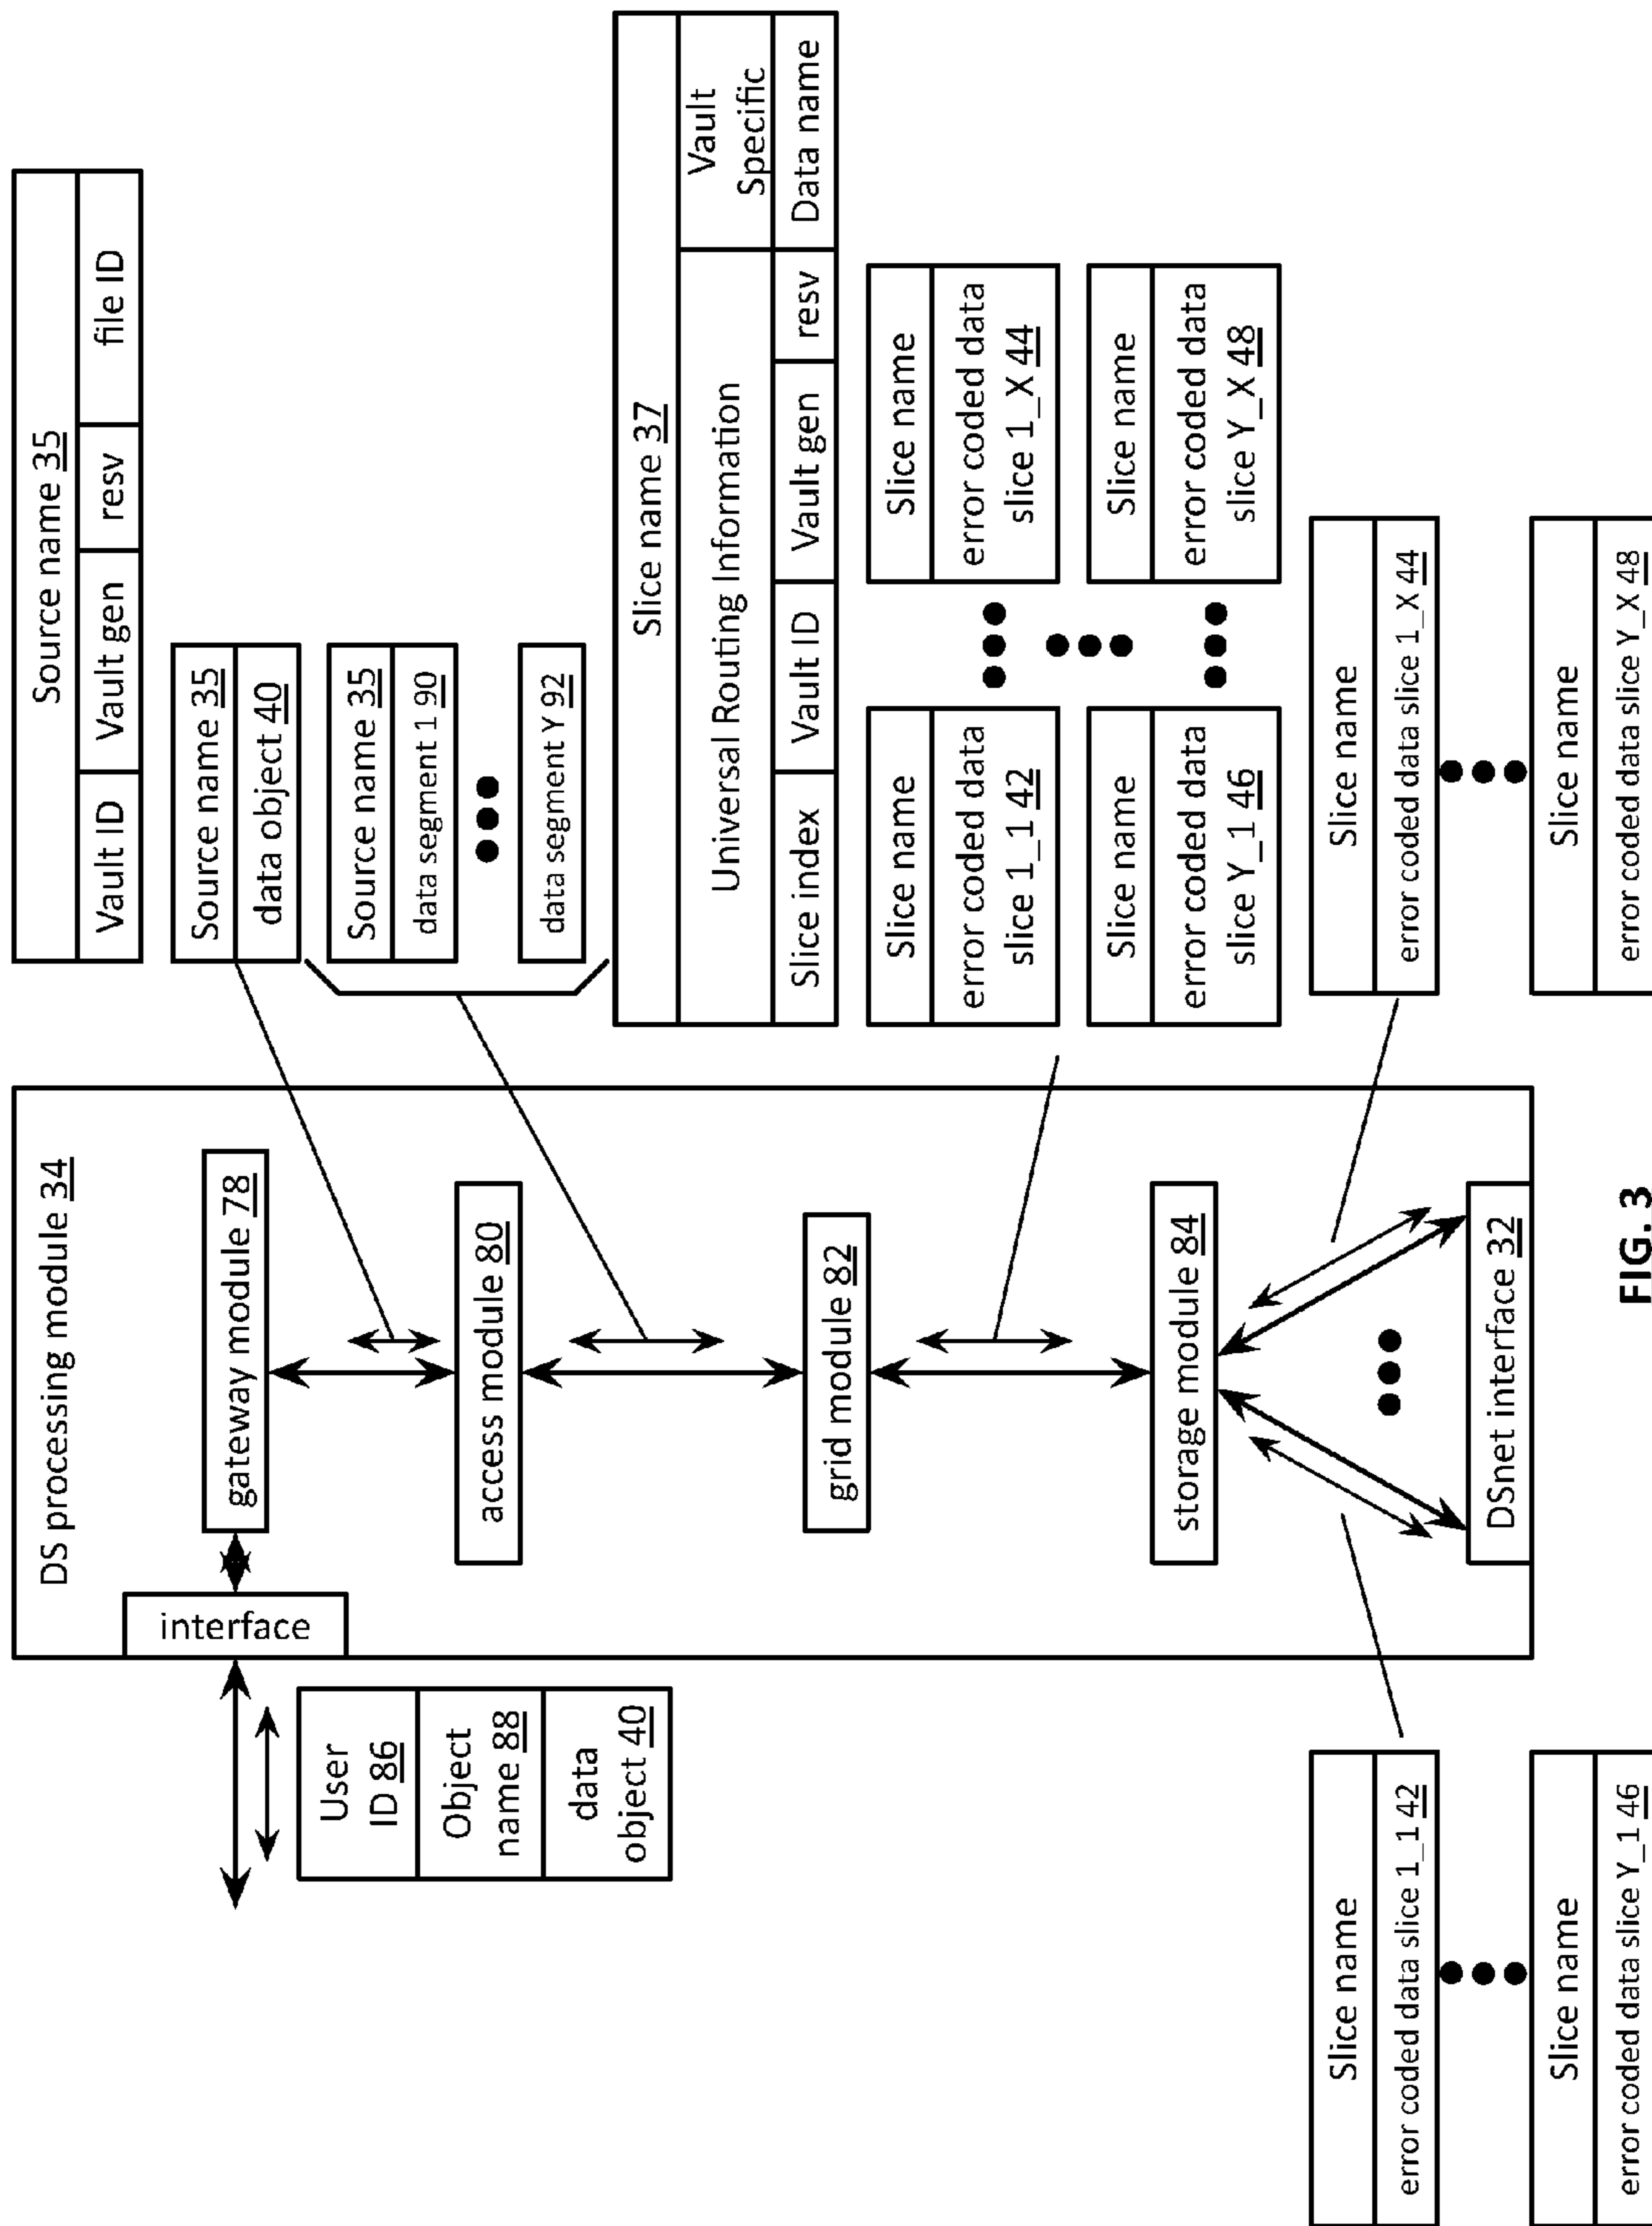 Source name 35
Vault ID
Vault gen
resv
file ID
Source name 35
data object 40
Source name 35
data segment 1 90
data segment Y 92
Slice name 37
Universal Routing Information
Vault
Specific
Slice index
Vault ID
Vault gen
resv
Data name
Slice name
error coded data
slice 1_1 42
Slice name
error coded data
slice 1_X 44
Slice name
error coded data
slice Y_1 46
Slice name
error coded data
slice Y_X 48
DS processing module 34
interface
gateway module 78
access module 80
grid module 82
storage module 84
DSnet interface 32
User
ID 86
Object
name 88
data
object 40
Slice name
error coded data slice 1_1 42
Slice name
error coded data slice Y_1 46
Slice name
error coded data slice 1_X 44
Slice name
error coded data slice Y_X 48
FIG. 3